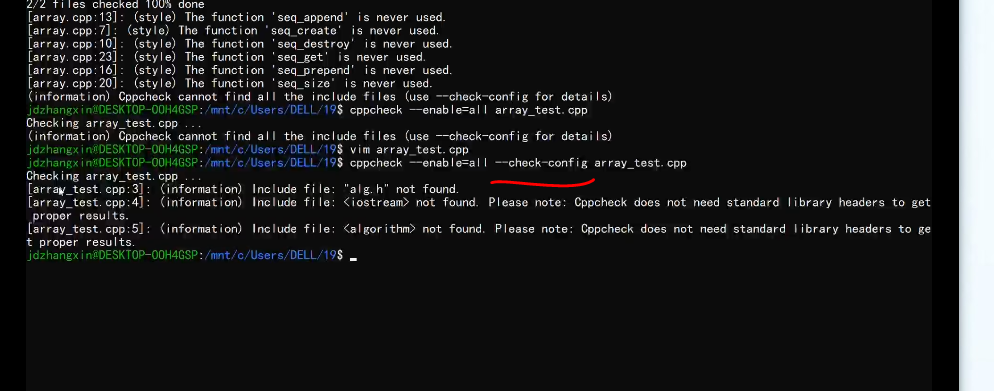 2/2 files checked 100% done
[array.cpp:13]: (style) The function 'seq_append' is never used.
[array.cpp:7]: (style) The function 'seq_create' is never used.
[array.cpp:10]: (style) The function 'seq_destroy' is never used.
[array.cpp:23]: (style) The function 'seq_get' is never used.
[array.cpp:16]: (style) The function 'seq_prepend' is never used.
[array.cpp:20]: (style) The function 'seq_size' is never used.
(information) Cppcheck cannot find all the include files (use --check-config for details)
jdzhangxin@DESKTOP-OOH4GSP:/mnt/c/Users/DELL/19$ cppcheck --enable=all array_test.cpp
Checking array_test.cpp ...
(information) Cppcheck cannot find all the include files (use --check-config for details)
jdzhangxin@DESKTOP-OOH4GSP:/mnt/c/Users/DELL/19$ vim array_test.cpp
jdzhangxin@DESKTOP-OOH4GSP:/mnt/c/Users/DELL/19$ cppcheck --enable=all --check-config array_test.cpp
Checking array_test.cpp ...
[array_test.cpp:3]: (information) Include file: "alg.h" not found.
[array_test.cpp:4]: (information) Include file: <iostream> not found. Please note: Cppcheck does not need standard library headers to get
 proper results.
[array_test.cpp:5]: (information) Include file: <algorithm> not found. Please note: Cppcheck does not need standard library headers to ge
t proper results.
jdzhangxin@DESKTOP-OOH4GSP:/mnt/c/Users/DELL/19$